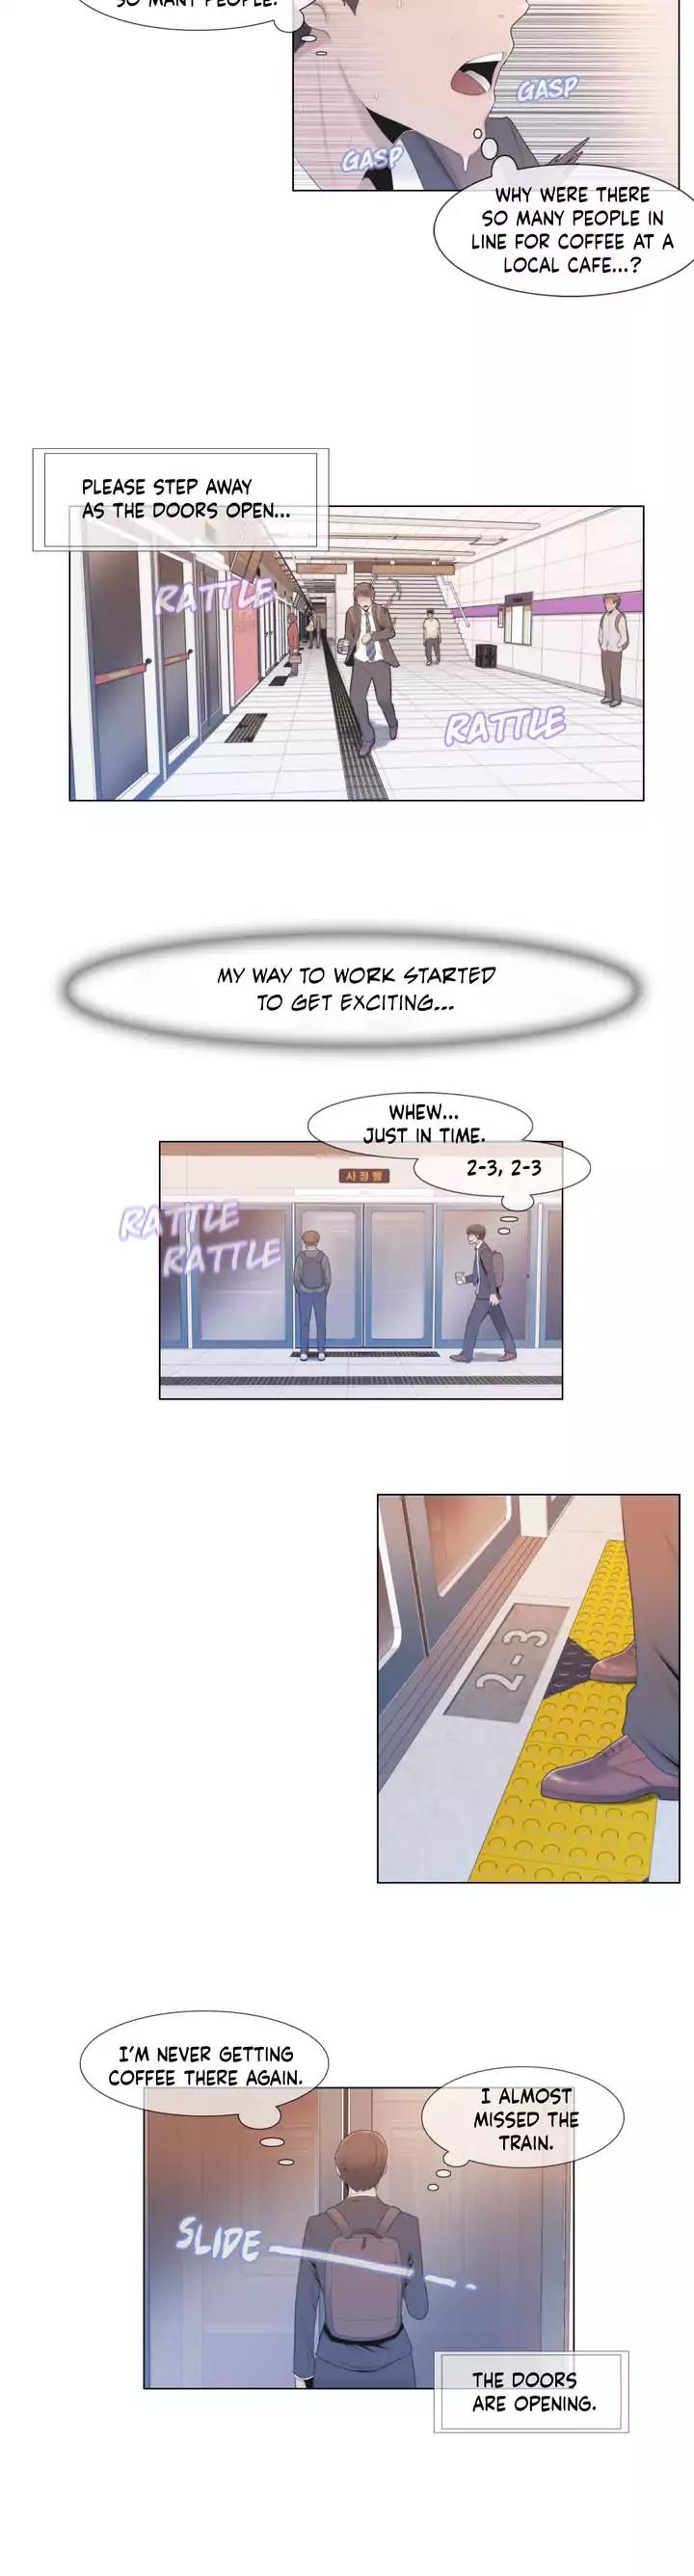 SO MANY PEOPLE.
GASP
GASP
WHY WERE THERE
SO MANY PEOPLE IN
LINE FOR COFFEE AT A
LOCAL CAFE...?
PLEASE STEP AWAY
AS THE DOORS OPEN...
RATTLE
RATTLE
MY WAY TO WORK STARTED
TO GET EXCITING...
WHEW...
JUST IN TIME.
2-3, 2-3
사정행
RATTLE
RATTLE
2-3
I'M NEVER GETTING
COFFEE THERE AGAIN.
I ALMOST
MISSED THE
TRAIN.
SLIDE
THE DOORS
ARE OPENING.